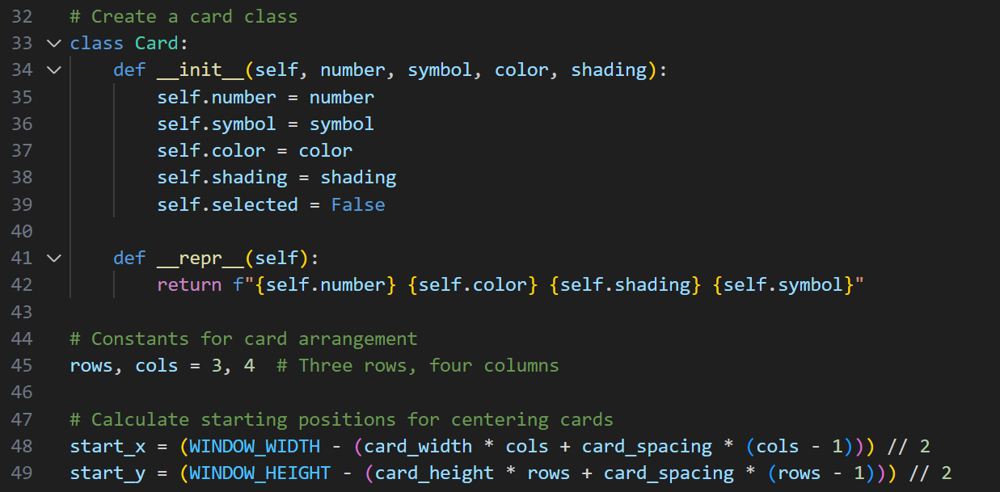 32 # Create a card class
33 class Card:
34     def __init__(self, number, symbol, color, shading):
35         self.number = number
36         self.symbol = symbol
37         self.color = color
38         self.shading = shading
39         self.selected = False
40
41     def __repr__(self):
42         return f"{self.number} {self.color} {self.shading} {self.symbol}"
43
44 # Constants for card arrangement
45 rows, cols = 3, 4  # Three rows, four columns
46
47 # Calculate starting positions for centering cards
48 start_x = (WINDOW_WIDTH - (card_width * cols + card_spacing * (cols - 1))) // 2
49 start_y = (WINDOW_HEIGHT - (card_height * rows + card_spacing * (rows - 1))) // 2